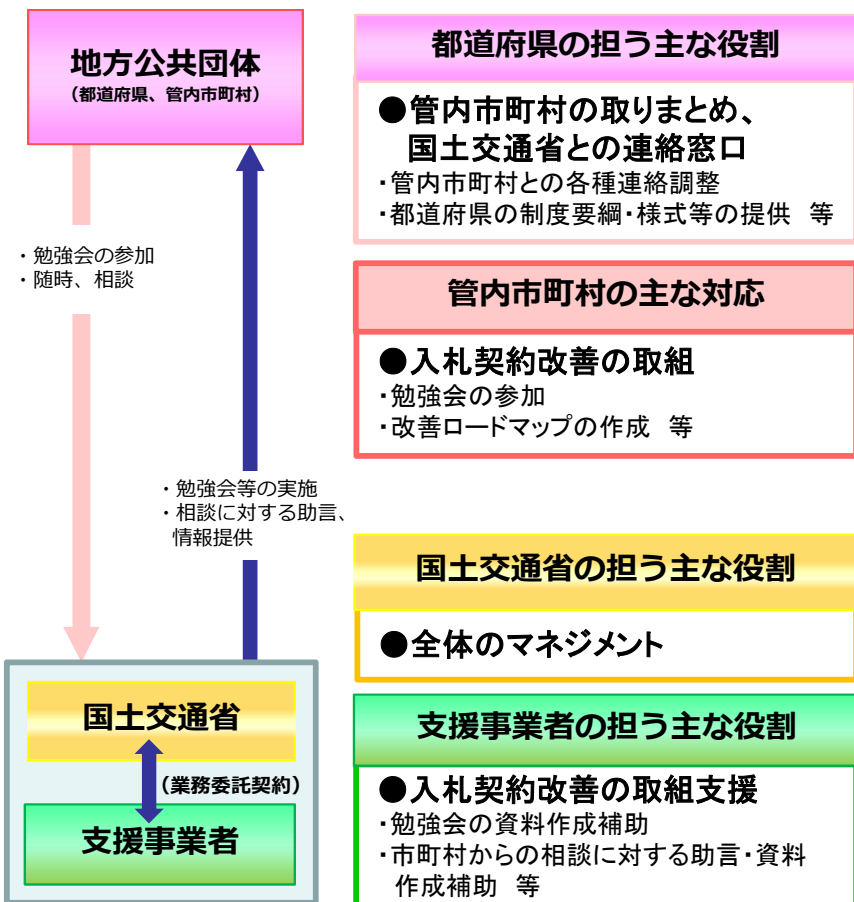 地方公共団体
（都道府県、管内市町村）
・勉強会の参加
・随時、相談
・勉強会等の実施
・相談に対する助言、
情報提供
国土交通省
（業務委託契約）
支援事業者
都道府県の担う主な役割
●管内市町村の取りまとめ、
国土交通省との連絡窓口
・管内市町村との各種連絡調整
・都道府県の制度要綱・様式等の提供　等
管内市町村の主な対応
●入札契約改善の取組
・勉強会の参加
・改善ロードマップの作成　等
国土交通省の担う主な役割
●全体のマネジメント
支援事業者の担う主な役割
●入札契約改善の取組支援
・勉強会の資料作成補助
・市町村からの相談に対する助言・資料
作成補助　等